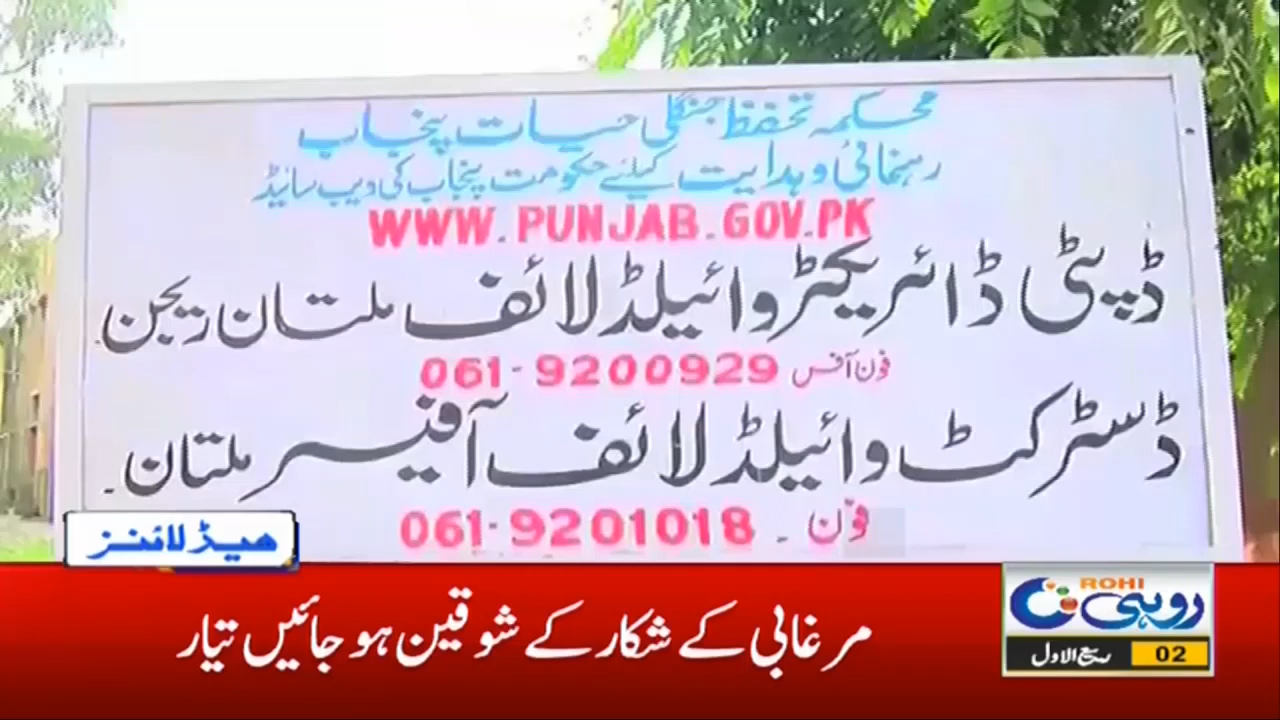 محکمہ تحفظ جنگلی حیات پنجاب
رہنمائی و ہدایت کیلئے حکومت پنجاب کی ویب سائیڈ
WWW.PUNJAB.GOV.PK
ڈپٹی ڈائریکٹر وائیلڈ لائف ملتان ریجن
فون آفس 061-9200929
ڈسٹرکٹ وائیلڈ لائف آفیسر ملتان۔
فون ۔ 061-9201018
ہیڈلائنز
مرغابی کے شکار کے شوقین ہو جائیں تیار
ROHI
روہی
02 ربیع الاول